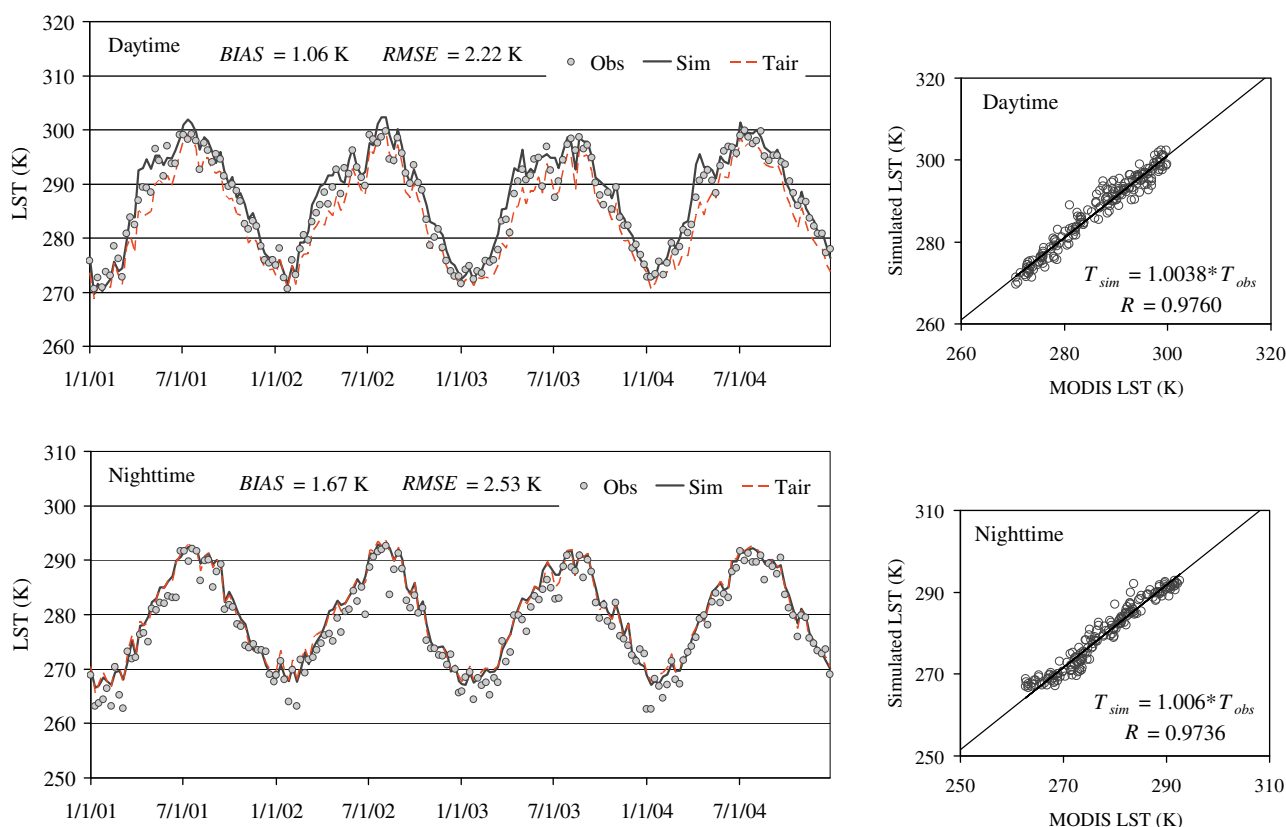 Daytime
BIAS = 1.06 K RMSE = 2.22 K
Obs Sim Tair
LST (K)
320
310
300
290
280
270
260
1/1/01 7/1/01 1/1/02 7/1/02 1/1/03 7/1/03 1/1/04 7/1/04
Daytime
Simulated LST (K)
320
300
280
260
T sim = 1.0038* T obs
R = 0.9760
260 280 300 320
MODIS LST (K)
Nighttime
BIAS = 1.67 K RMSE = 2.53 K
Obs Sim Tair
LST (K)
310
300
290
280
270
260
250
1/1/01 7/1/01 1/1/02 7/1/02 1/1/03 7/1/03 1/1/04 7/1/04
Nighttime
Simulated LST (K)
310
290
270
250
T sim = 1.006* T obs
R = 0.9736
250 270 290 310
MODIS LST (K)